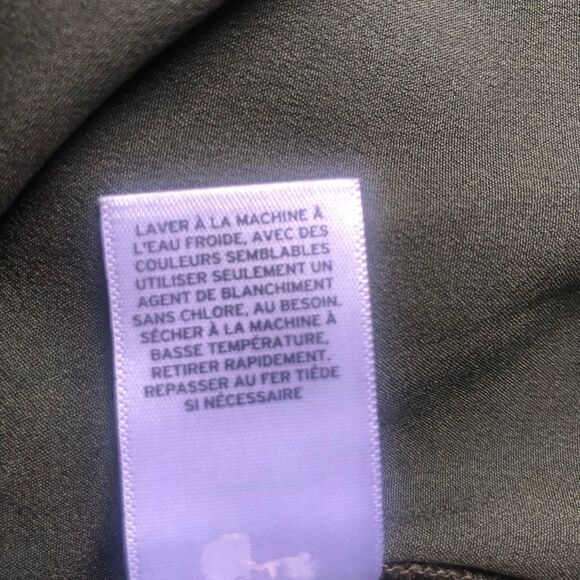 LAVER À LA MACHINE À
L'EAU FROIDE, AVEC DES
COULEURS SEMBLABLES
UTILISER SEULEMENT UN
AGENT DE BLANCHIMENT
SANS CHLORE, AU BESOIN.
SÉCHER À LA MACHINE À
BASSE TEMPÉRATURE,
RETIRER RAPIDEMENT.
REPASSER AU FER TIÉDE
SI NÉCESSAIRE